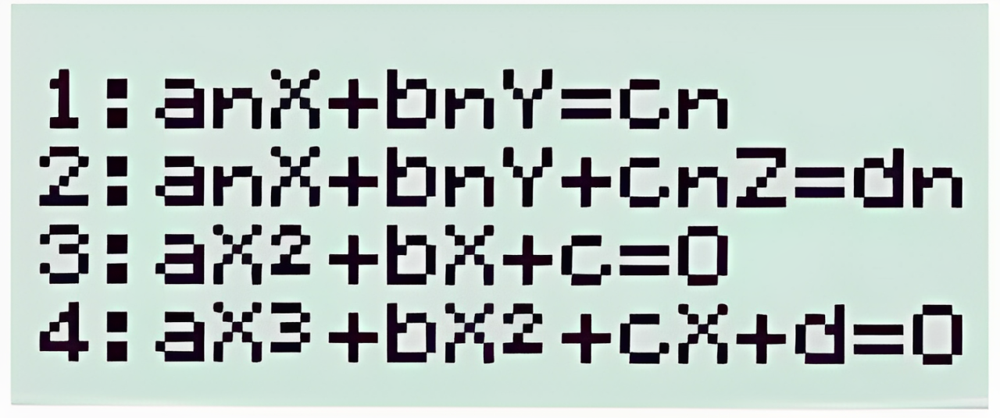 1:anX+bnY=cn
2:anX+bnY+cnZ=dn
3:aX²+bX+c=0
4:aX³+bX²+cX+d=0